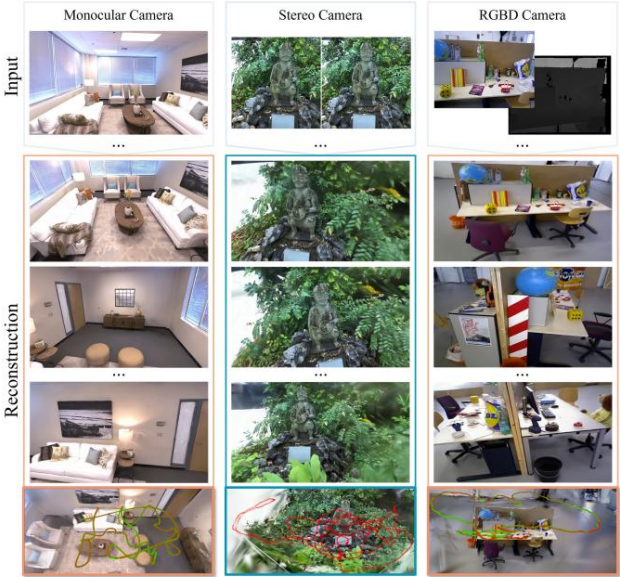 Monocular Camera
Stereo Camera
RGBD Camera
Input
...
...
...
Reconstruction
...
...
...